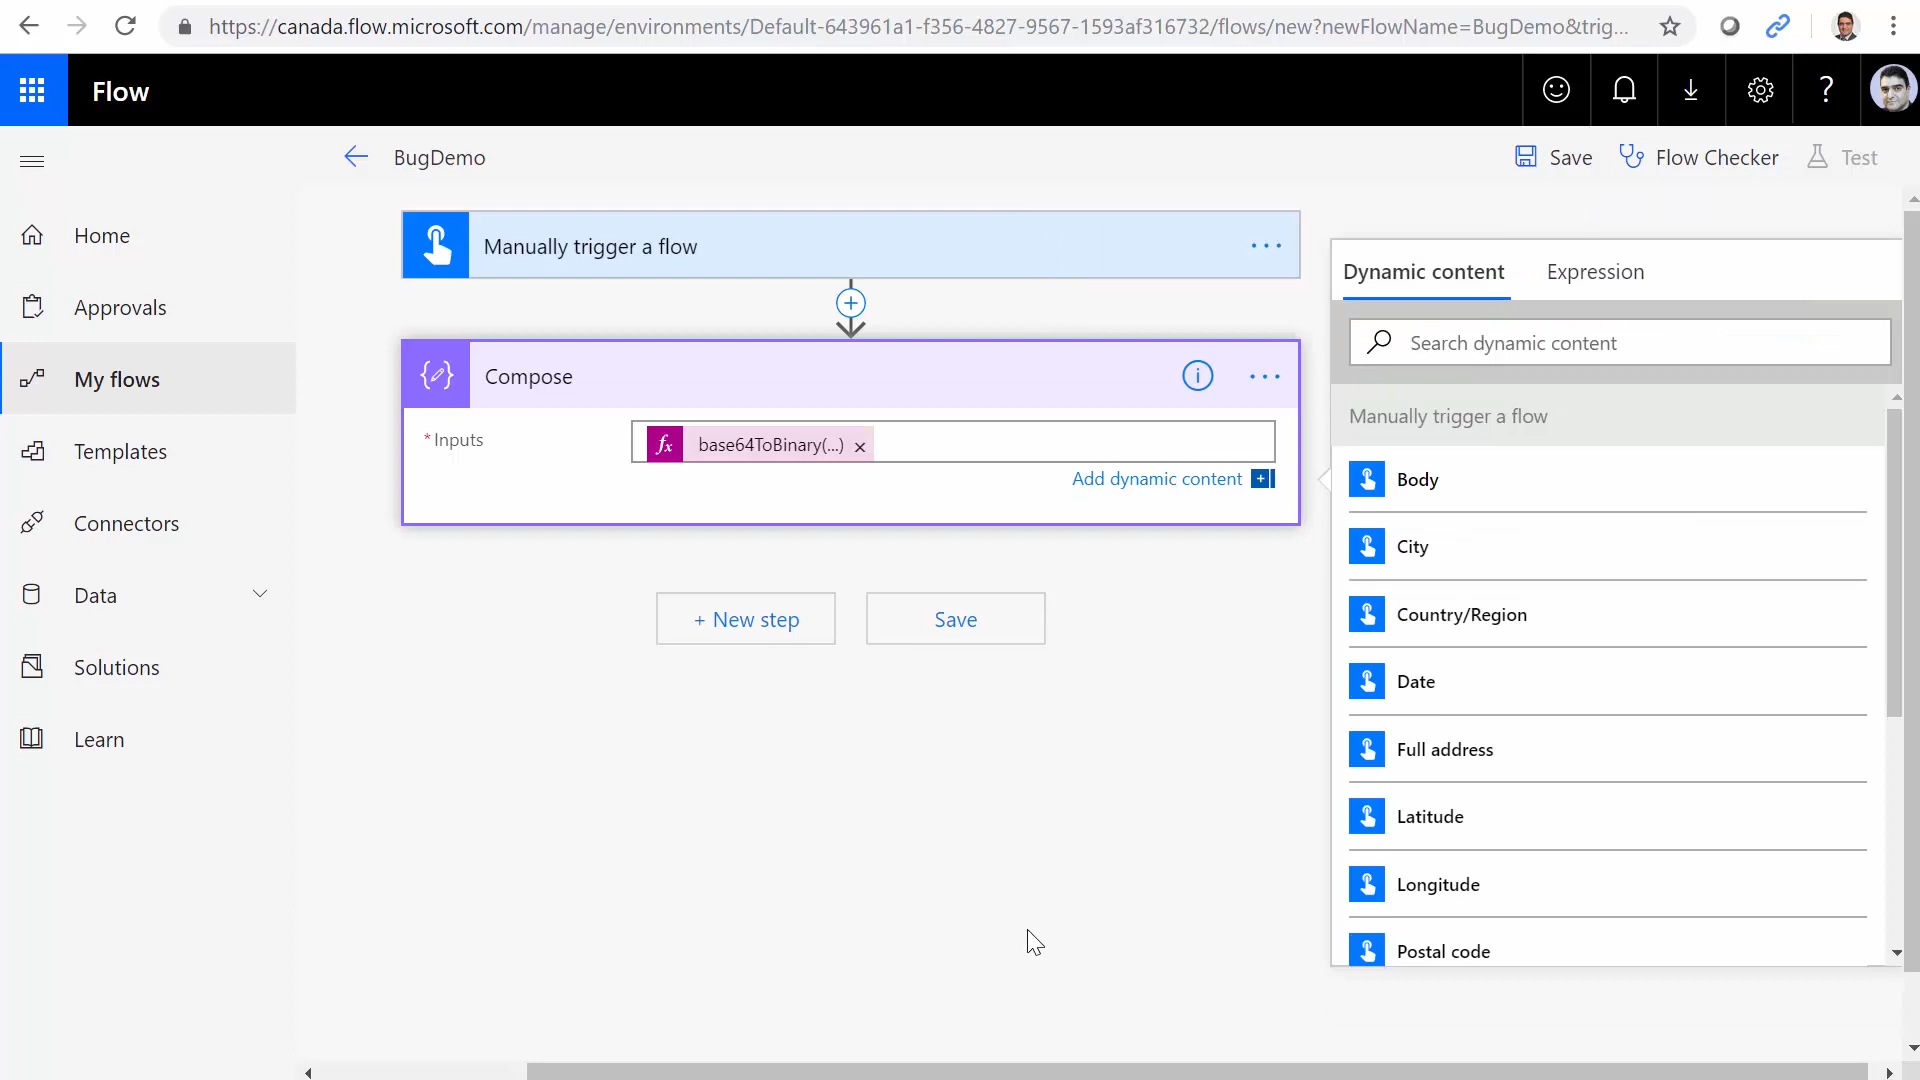 https://canada.flow.microsoft.com/manage/environments/Default-643961a1-f356-4827-9567-1593af316732/flows/new?newFlowName=BugDemo&trig...
Flow
?
BugDemo
Save
Flow Checker
Test
Home
Approvals
My flows
Templates
Connectors
Data
Solutions
Learn
Manually trigger a flow
Compose
* Inputs
fx base64ToBinary(...) ×
Add dynamic content
+ New step
Save
Dynamic content
Expression
Search dynamic content
Manually trigger a flow
Body
City
Country/Region
Date
Full address
Latitude
Longitude
Postal code